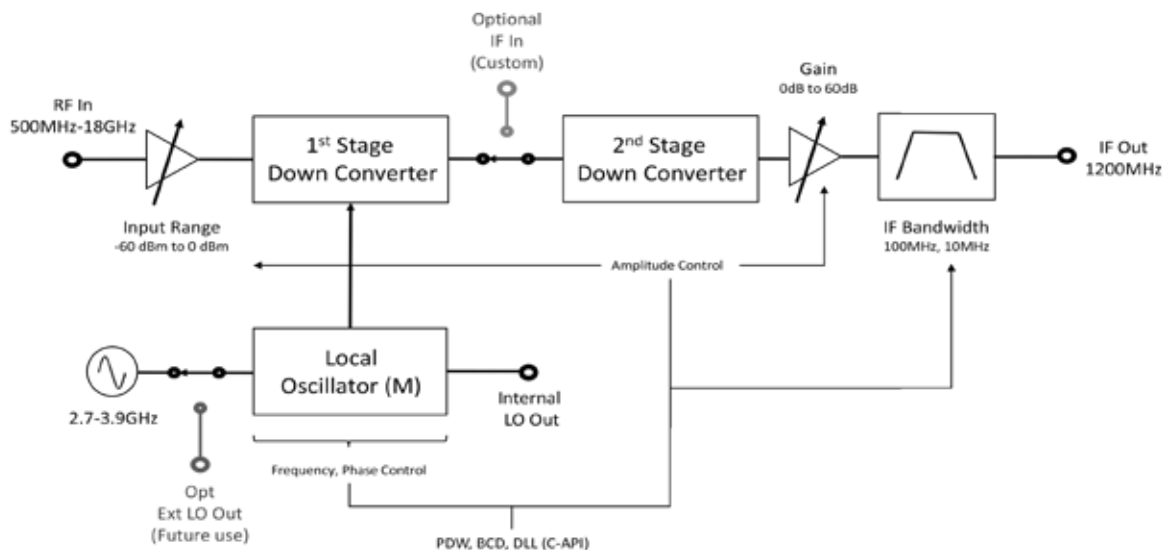 Optional
IF In
(Custom)
Gain
0dB to 60dB
RF In
500MHz-18GHz
1st Stage
Down Converter
2nd Stage
Down Converter
IF Out
1200MHz
Input Range
-60 dBm to 0 dBm
IF Bandwidth
100MHz, 10MHz
Amplitude Control
Local
Oscillator (M)
2.7-3.9GHz
Internal
LO Out
Frequency, Phase Control
Opt
Ext LO Out
(Future use)
PDW, BCD, DLL (C-API)